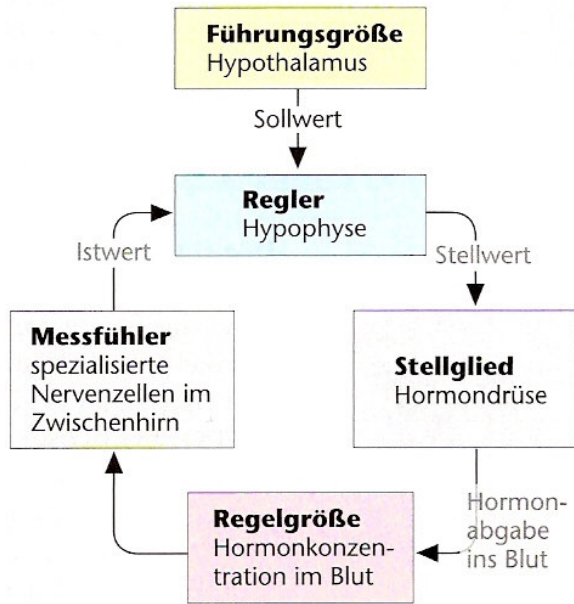 Führungsgröße
Hypothalamus
Sollwert
Regler
Hypophyse
Istwert
Stellwert
Messfühler
spezialisierte
Nervenzellen im
Zwischenhirn
Stellglied
Hormondrüse
Regelgröße
Hormonkonzen-
tration im Blut
Hormon-
abgabe
ins Blut